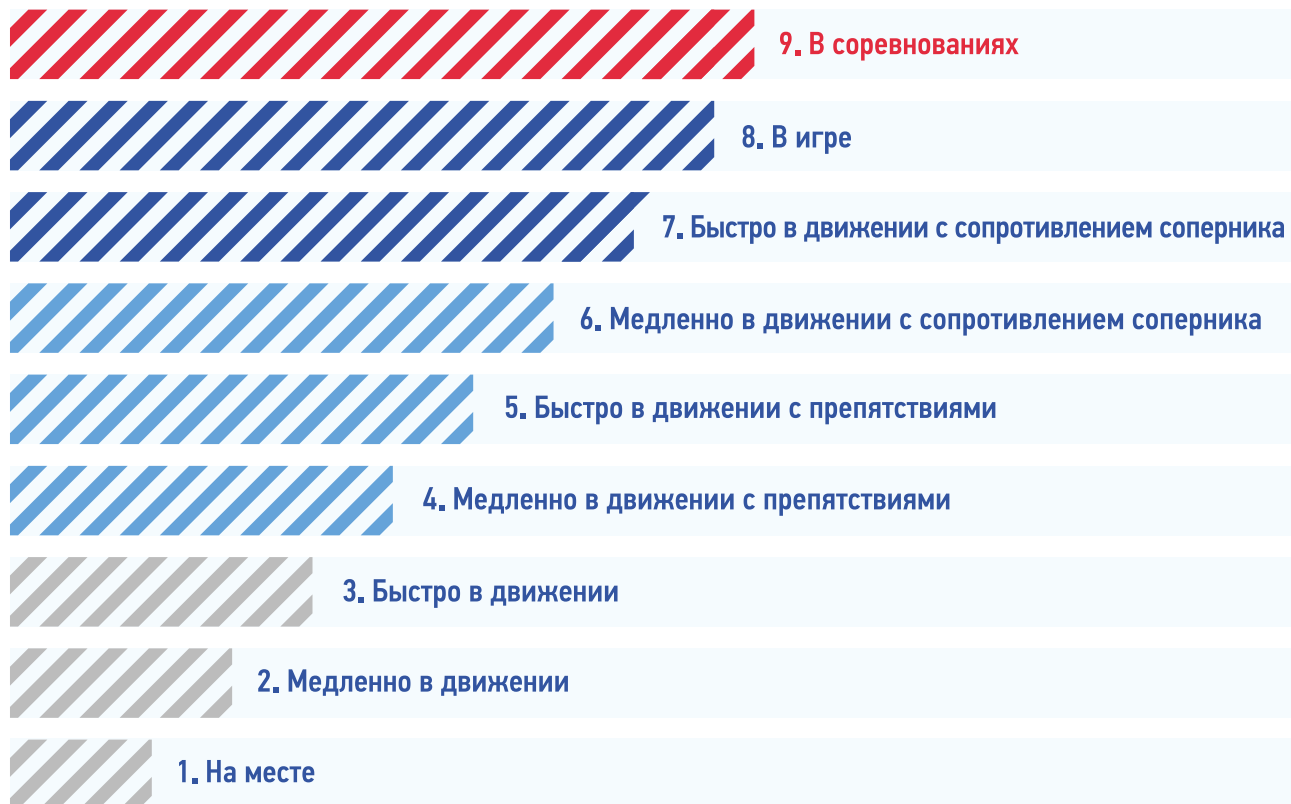 9. В соревнованиях
8. В игре
7. Быстро в движении с сопротивлением соперника
6. Медленно в движении с сопротивлением соперника
5. Быстро в движении с препятствиями
4. Медленно в движении с препятствиями
3. Быстро в движении
2. Медленно в движении
1. На месте